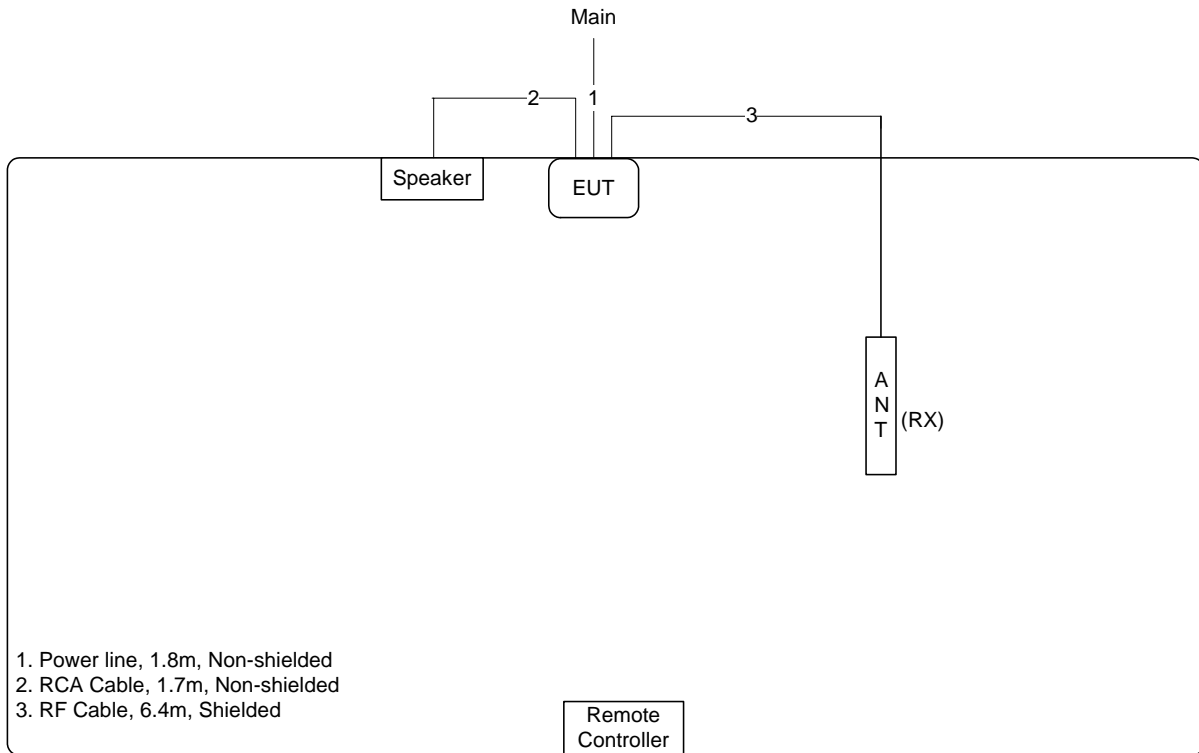 Main
2
1
3
Speaker
EUT
A
N
T
(RX)
1. Power line, 1.8m, Non-shielded
2. RCA Cable, 1.7m, Non-shielded
3. RF Cable, 6.4m, Shielded
Remote
Controller